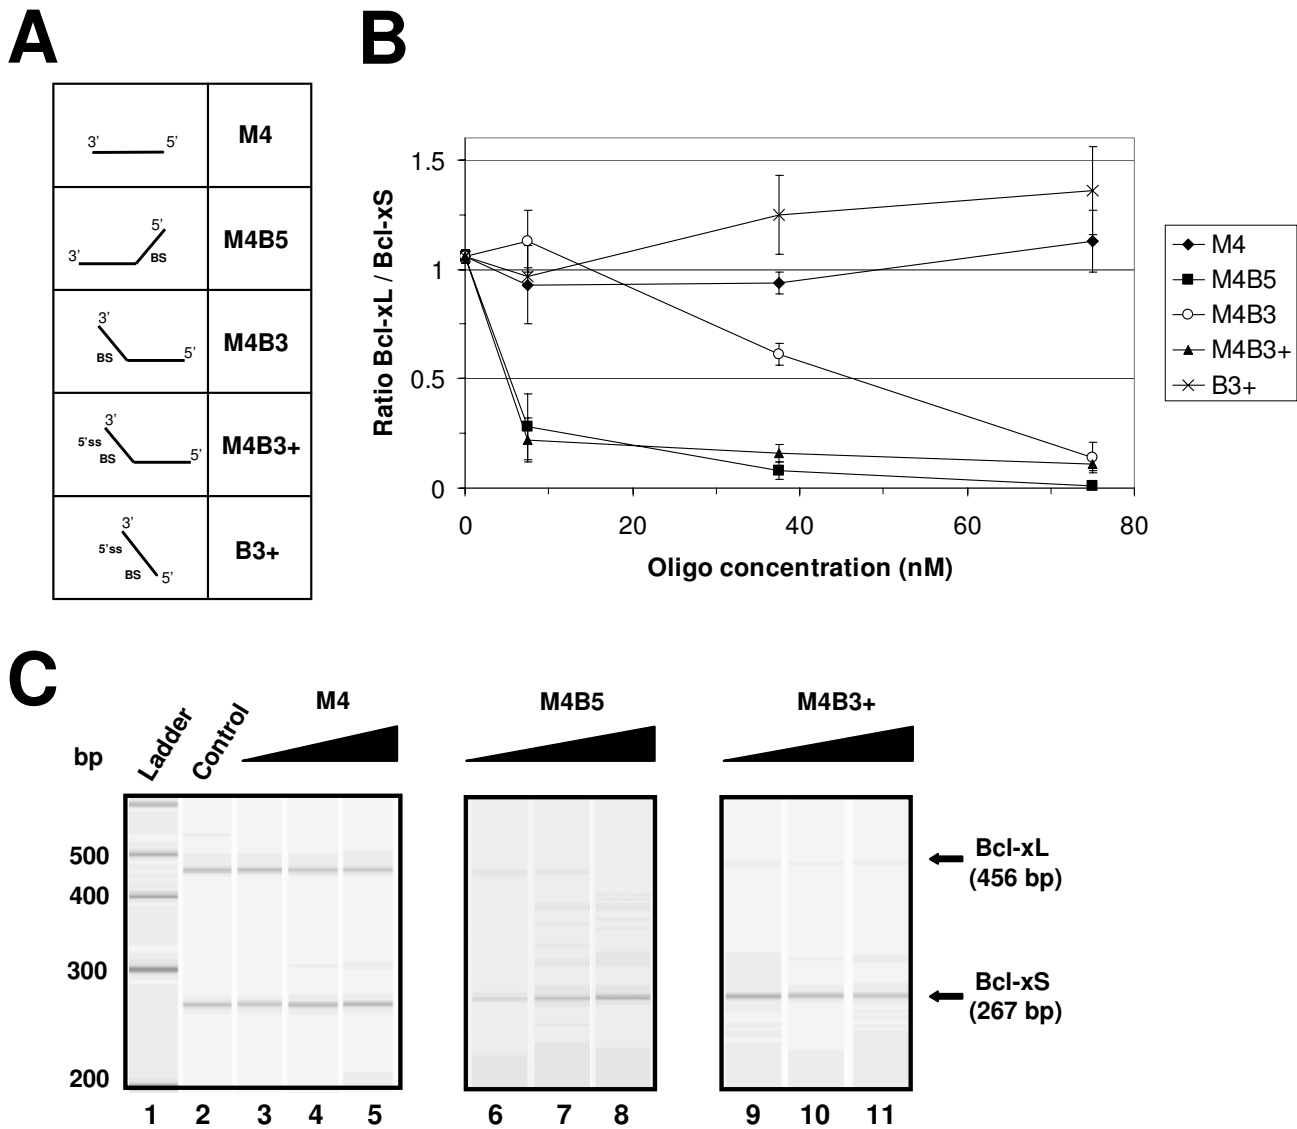 A
3' 5'
M4
3' 5' BS
M4B5
3' BS 5'
M4B3
3' 5'ss BS 5'
M4B3+
3' 5'ss BS 5'
B3+
B
Ratio Bcl-xL / Bcl-xS
1.5
1
0.5
0
0 20 40 60 80
Oligo concentration (nM)
M4
M4B5
M4B3
M4B3+
B3+
C
bp
Ladder
Control
M4
M4B5
M4B3+
500
400
300
200
Bcl-xL
(456 bp)
Bcl-xS
(267 bp)
1 2 3 4 5 6 7 8 9 10 11